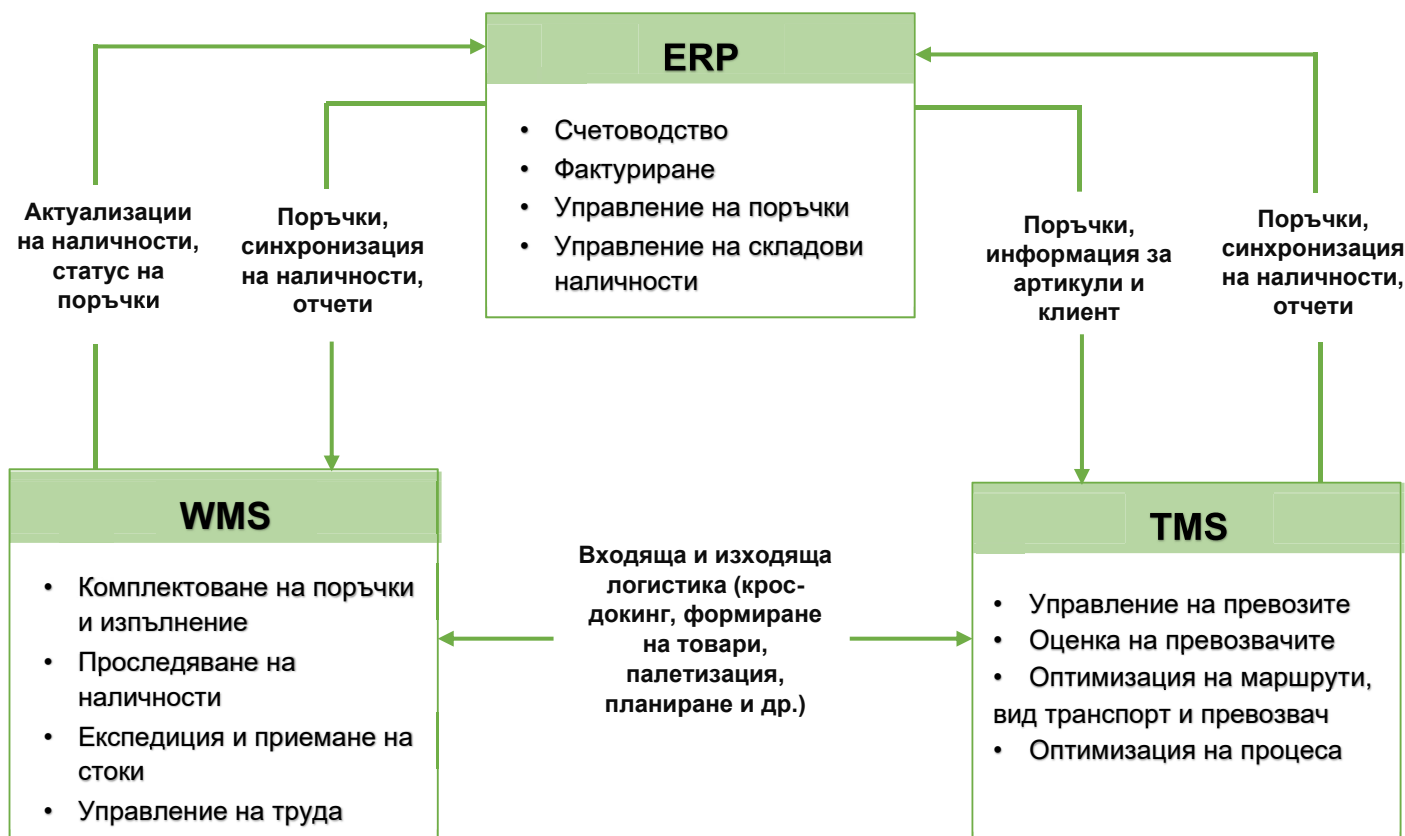 ERP
• Счетоводство
• Фактуриране
• Управление на поръчки
• Управление на складови
наличности
Актуализации
на наличности,
статус на
поръчки
Поръчки,
синхронизация
на наличности,
отчети
Поръчки,
информация за
артикули и
клиент
Поръчки,
синхронизация
на наличности,
отчети
WMS
• Комплектоване на поръчки
и изпълнение
• Проследяване на
наличности
• Експедиция и приемане на
стоки
• Управление на труда
Входяща и изходяща
логистика (крос-
докинг, формиране
на товари,
палетизация,
планиране и др.)
TMS
• Управление на превозите
• Оценка на превозвачите
• Оптимизация на маршрути,
вид транспорт и превозвач
• Оптимизация на процеса